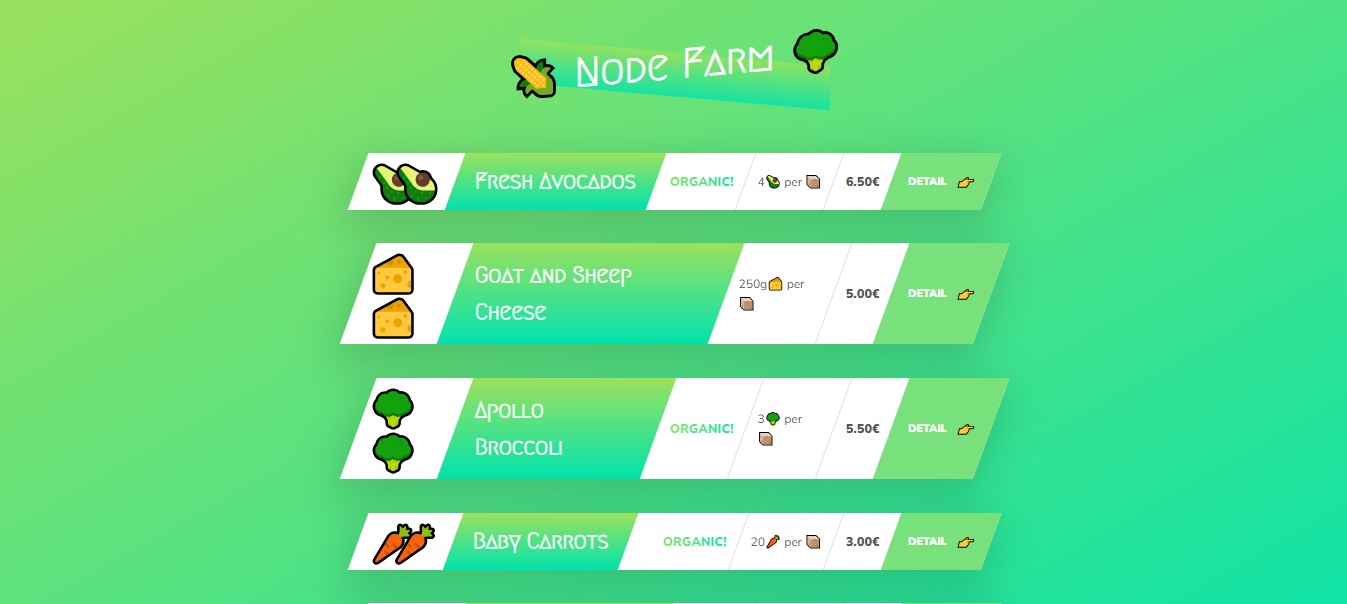 Node Farm
Fresh Avocados
ORGANIC!
4 per
6.50€
DETAIL
Goat and Sheep
Cheese
250g per
5.00€
DETAIL
Apollo
Broccoli
ORGANIC!
3 per
5.50€
DETAIL
Baby Carrots
ORGANIC!
20 per
3.00€
DETAIL